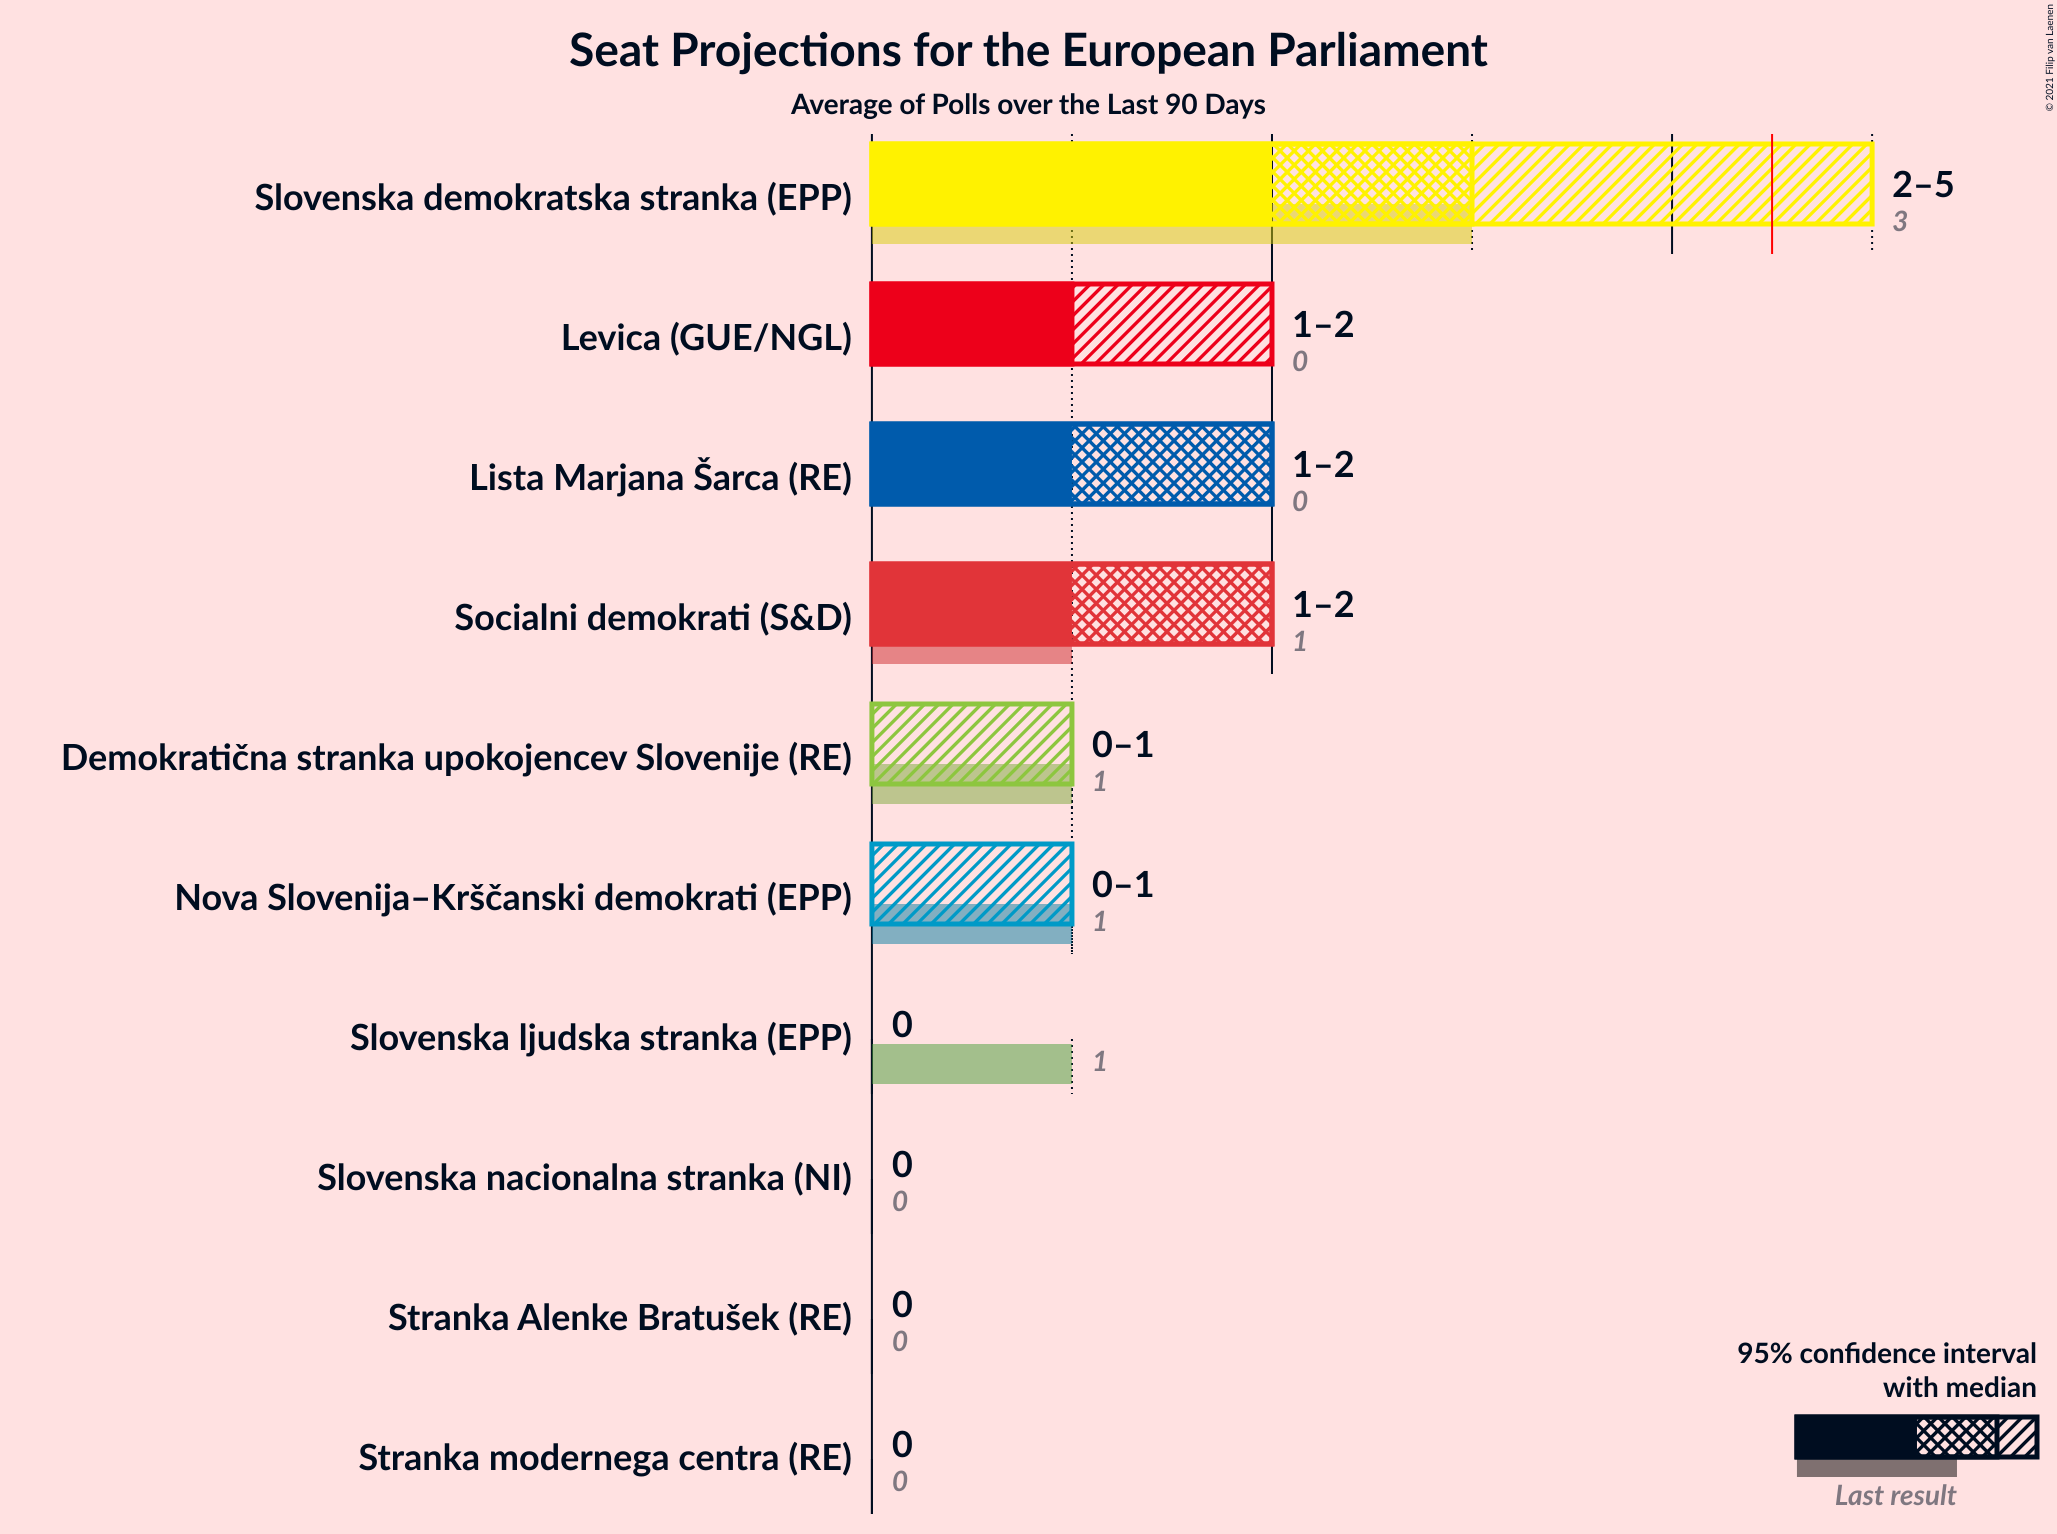 Seat Projections for the European Parliament
Average of Polls over the Last 90 Days
© 2021 Filip van Laenen
Slovenska demokratska stranka (EPP)
2–5
3
Levica (GUE/NGL)
1–2
0
Lista Marjana Šarca (RE)
1–2
0
Socialni demokrati (S&D)
1–2
1
Demokratična stranka upokojencev Slovenije (RE)
0–1
1
Nova Slovenija–Krščanski demokrati (EPP)
0–1
1
Slovenska ljudska stranka (EPP)
0
1
Slovenska nacionalna stranka (NI)
0
0
Stranka Alenke Bratušek (RE)
0
0
Stranka modernega centra (RE)
0
0
95% confidence interval
with median
Last result